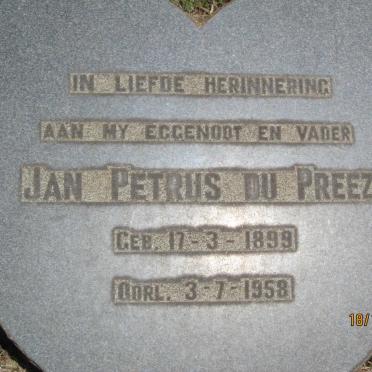 IN LIEFDE HERINNERING
AAN MY EGGENOOT EN VADER
JAN PETRUS DU PREEZ
GEB. 17-3-1899
OORL. 3-7-1958
18/